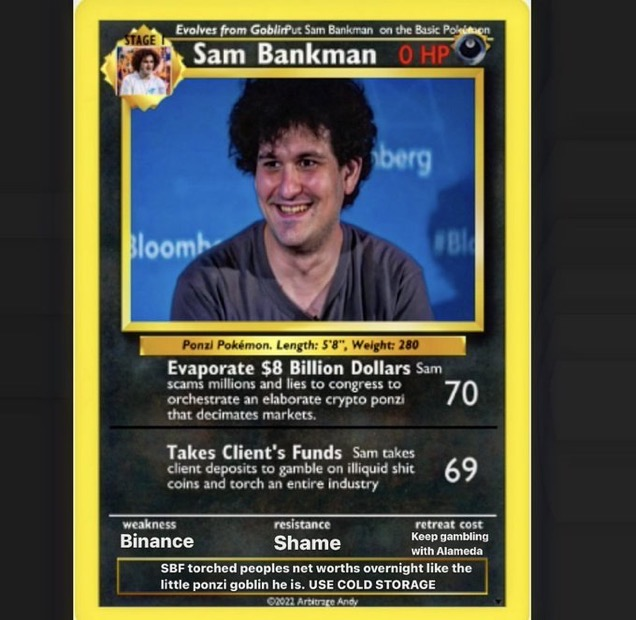 Evolves from Goblin Put Sam Bankman on the Basic Pokémon
STAGE 1
Sam Bankman 0 HP
Bloomb
nberg
#Blo
Ponzi Pokémon. Length: 5'8", Weight: 280
Evaporate $8 Billion Dollars Sam
scams millions and lies to congress to
orchestrate an elaborate crypto ponzi
that decimates markets.
70
Takes Client's Funds Sam takes
client deposits to gamble on illiquid shit
coins and torch an entire industry
69
weakness
Binance
resistance
Shame
retreat cost
Keep gambling
with Alameda
SBF torched peoples net worths overnight like the
little ponzi goblin he is. USE COLD STORAGE
©2022 Arbitrage Andy